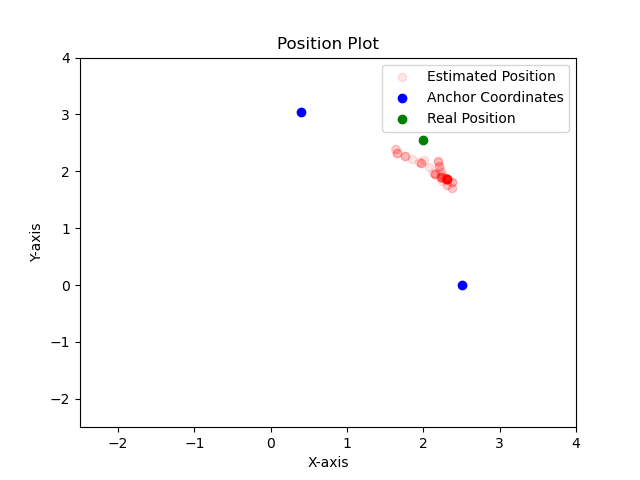 Position Plot
Estimated Position
Anchor Coordinates
Real Position
4
3
2
1
0
−1
−2
Y-axis
−2
−1
0
1
2
3
4
X-axis